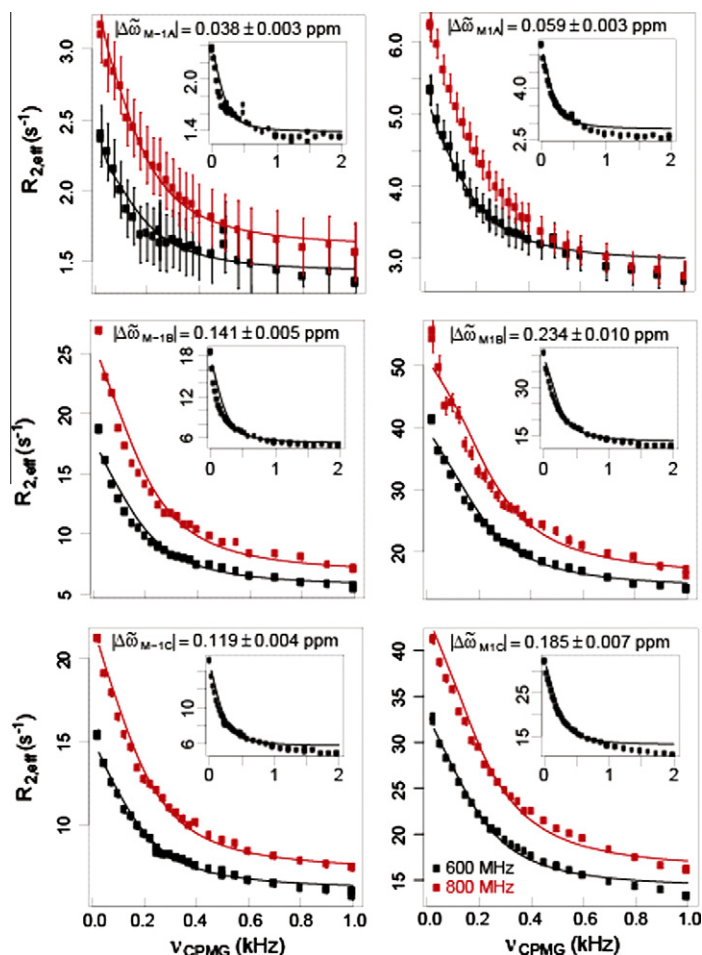 |Δω̃ M−1A| = 0.038 ± 0.003 ppm
|Δω̃ M1A| = 0.059 ± 0.003 ppm
R2,eff (s-1)
3.0
2.5
2.0
1.5
2.0
1.4
0 1 2
6.0
5.0
4.0
3.0
4.0
2.5
0 1 2
|Δω̃ M−1B| = 0.141 ± 0.005 ppm
|Δω̃ M1B| = 0.234 ± 0.010 ppm
R2,eff (s-1)
25
20
15
10
5
18
12
6
0 1 2
50
40
30
20
30
15
0 1 2
|Δω̃ M−1C| = 0.119 ± 0.004 ppm
|Δω̃ M1C| = 0.185 ± 0.007 ppm
R2,eff (s-1)
20
15
10
10
6
0 1 2
40
35
30
25
20
15
25
15
0 1 2
600 MHz
800 MHz
0.0 0.2 0.4 0.6 0.8 1.0
0.0 0.2 0.4 0.6 0.8 1.0
νCPMG (kHz)
νCPMG (kHz)